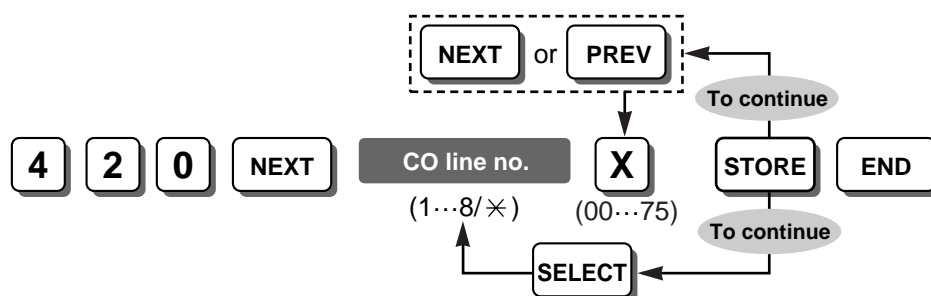 NEXT or PREV
To continue
4 2 0 NEXT CO line no. X STORE END
(1···8/✳) (00···75)
To continue
SELECT